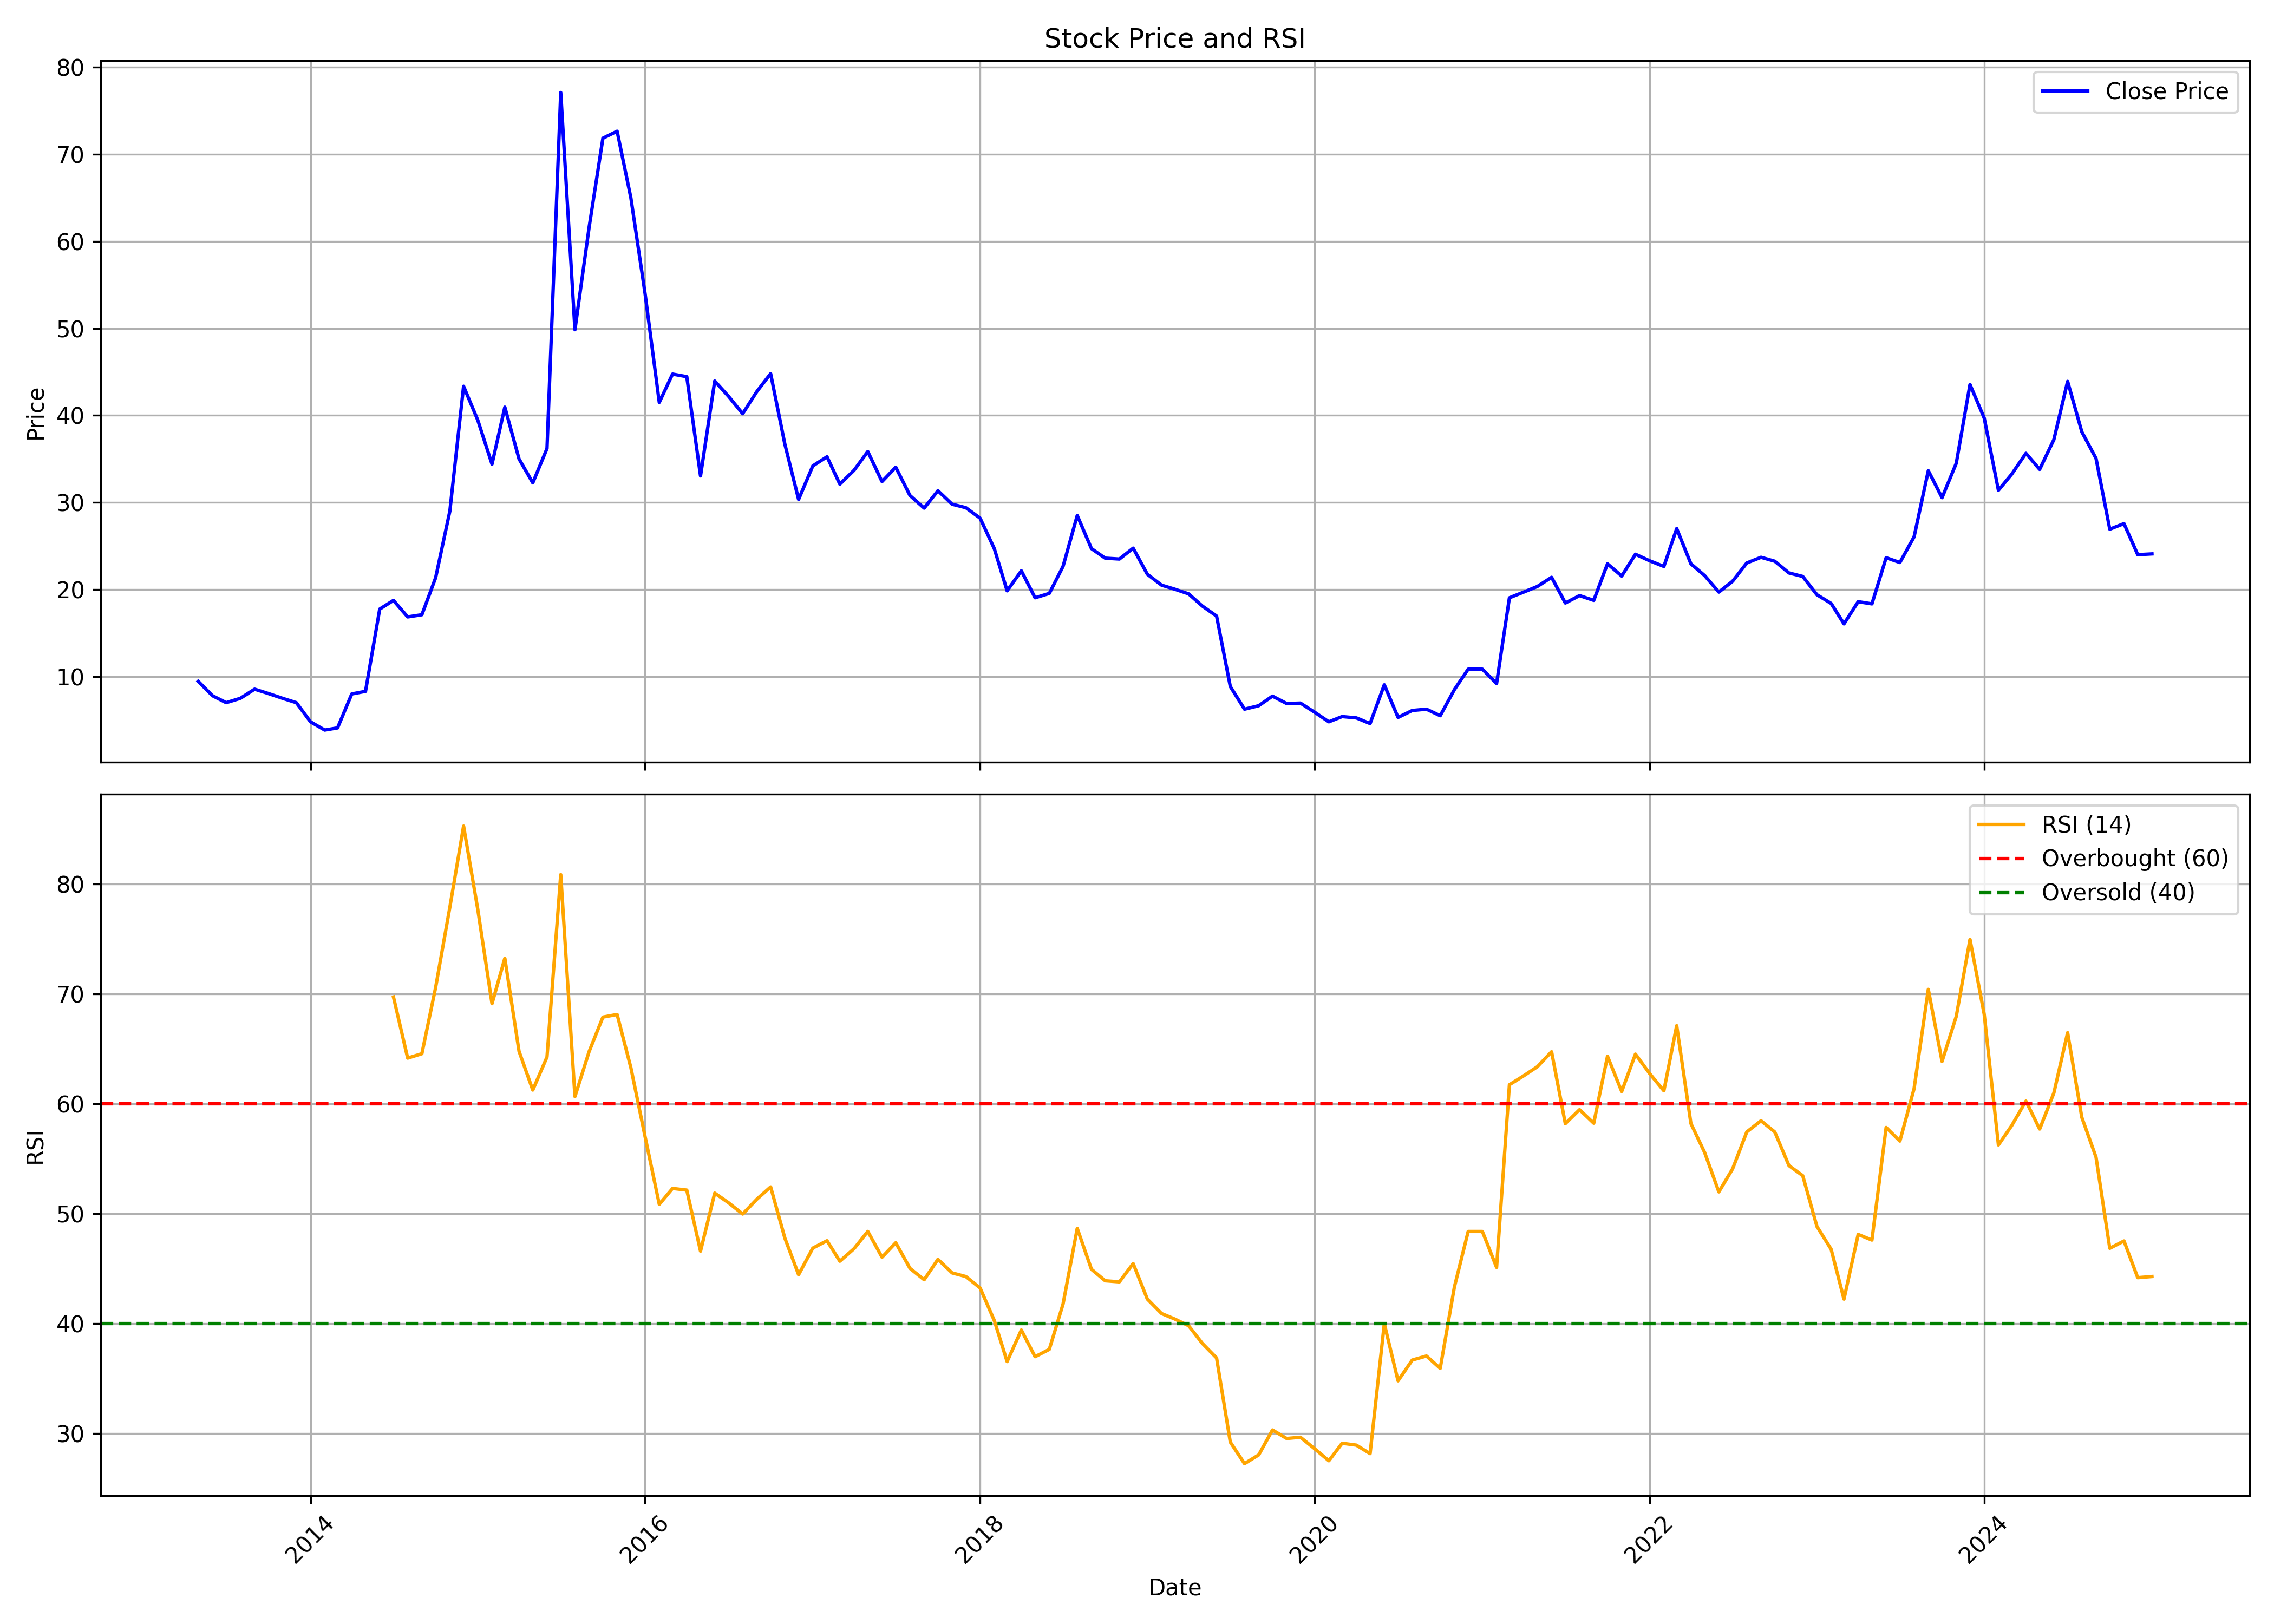 Stock Price and RSI
80
70
60
50
40
30
20
10
Price
Close Price
80
70
60
50
40
30
RSI
RSI (14)
Overbought (60)
Oversold (40)
2014
2016
2018
2020
2022
2024
Date